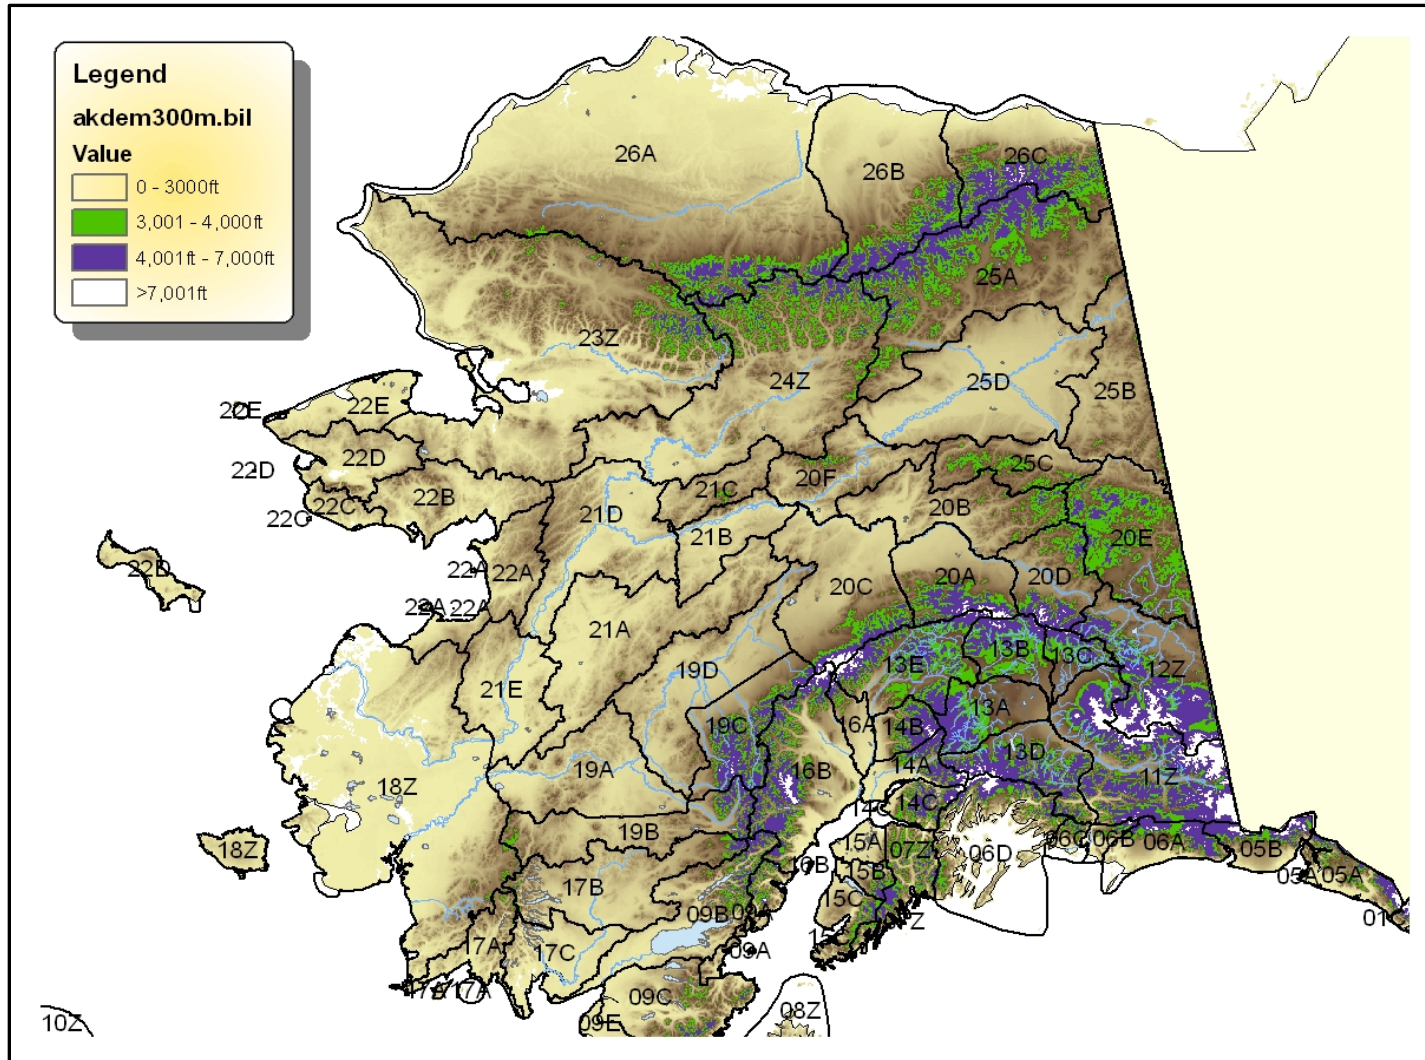 Legend
akdem300m.bil
Value
0 - 3000ft
3,001 - 4,000ft
4,001ft - 7,000ft
>7,001ft
26A
26B
26C
25A
23Z
24Z
25D
25B
22E
22E
22D
22D
22B
22C
22C
21C
20F
25C
21D
21B
20B
20E
22D
22A
22A
22A
22A
20C
20A
20D
21A
21E
19D
13E
13B
13C
12Z
19C
16A
14B
13A
18Z
19A
16B
14A
13D
11Z
14C
18Z
19B
15A
07Z
06D
06C
06B
06A
05B
16B
15B
17B
15C
05A
05A
09B
09A
01C
17A
17C
09A
17A
17A
09C
09E
08Z
10Z